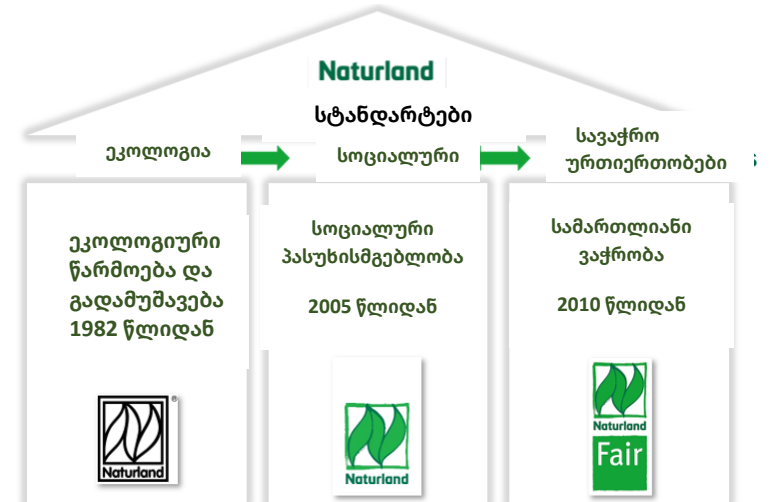 Naturland
სტანდარტები
ეკოლოგია
სოციალური
სავაჭრო
ურთიერთობები
ეკოლოგიური
წარმოება და
გადამუშავება
1982 წლიდან
სოციალური
პასუხისმგებლობა
2005 წლიდან
სამართლიანი
ვაჭრობა
2010 წლიდან
®
Naturland
Naturland
Naturland
Fair